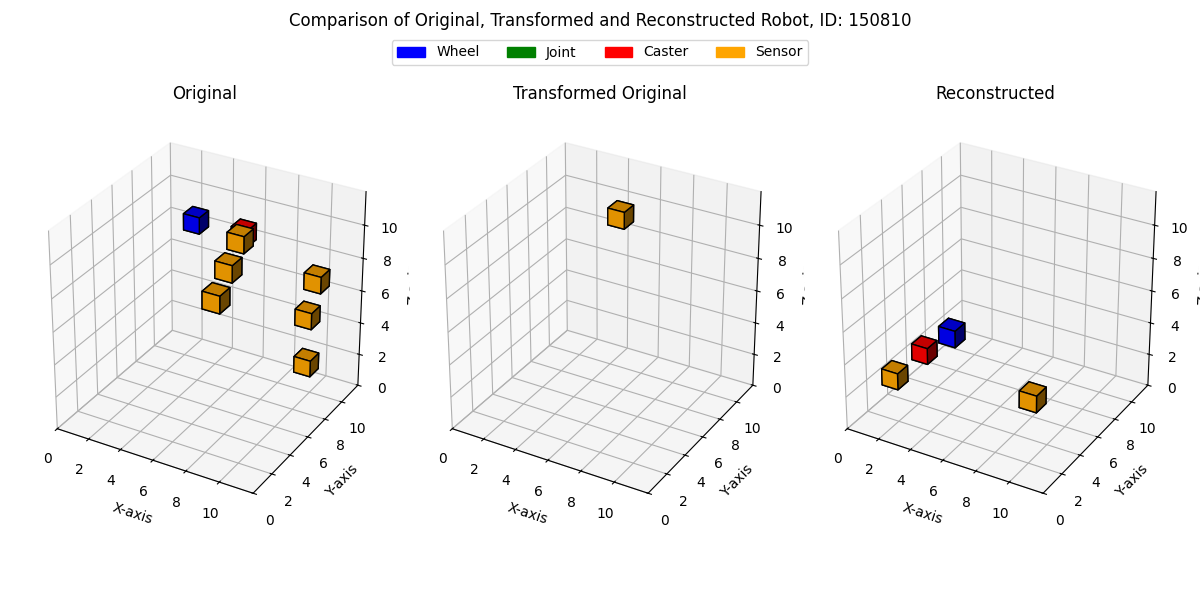 Comparison of Original, Transformed and Reconstructed Robot, ID: 150810
Wheel Joint Caster Sensor
Original
Transformed Original
Reconstructed
0 2 4 6 8 10
X-axis
0 2 4 6 8 10
Y-axis
0 2 4 6 8 10
0 2 4 6 8 10
X-axis
0 2 4 6 8 10
Y-axis
0 2 4 6 8 10
0 2 4 6 8 10
X-axis
0 2 4 6 8 10
Y-axis
0 2 4 6 8 10